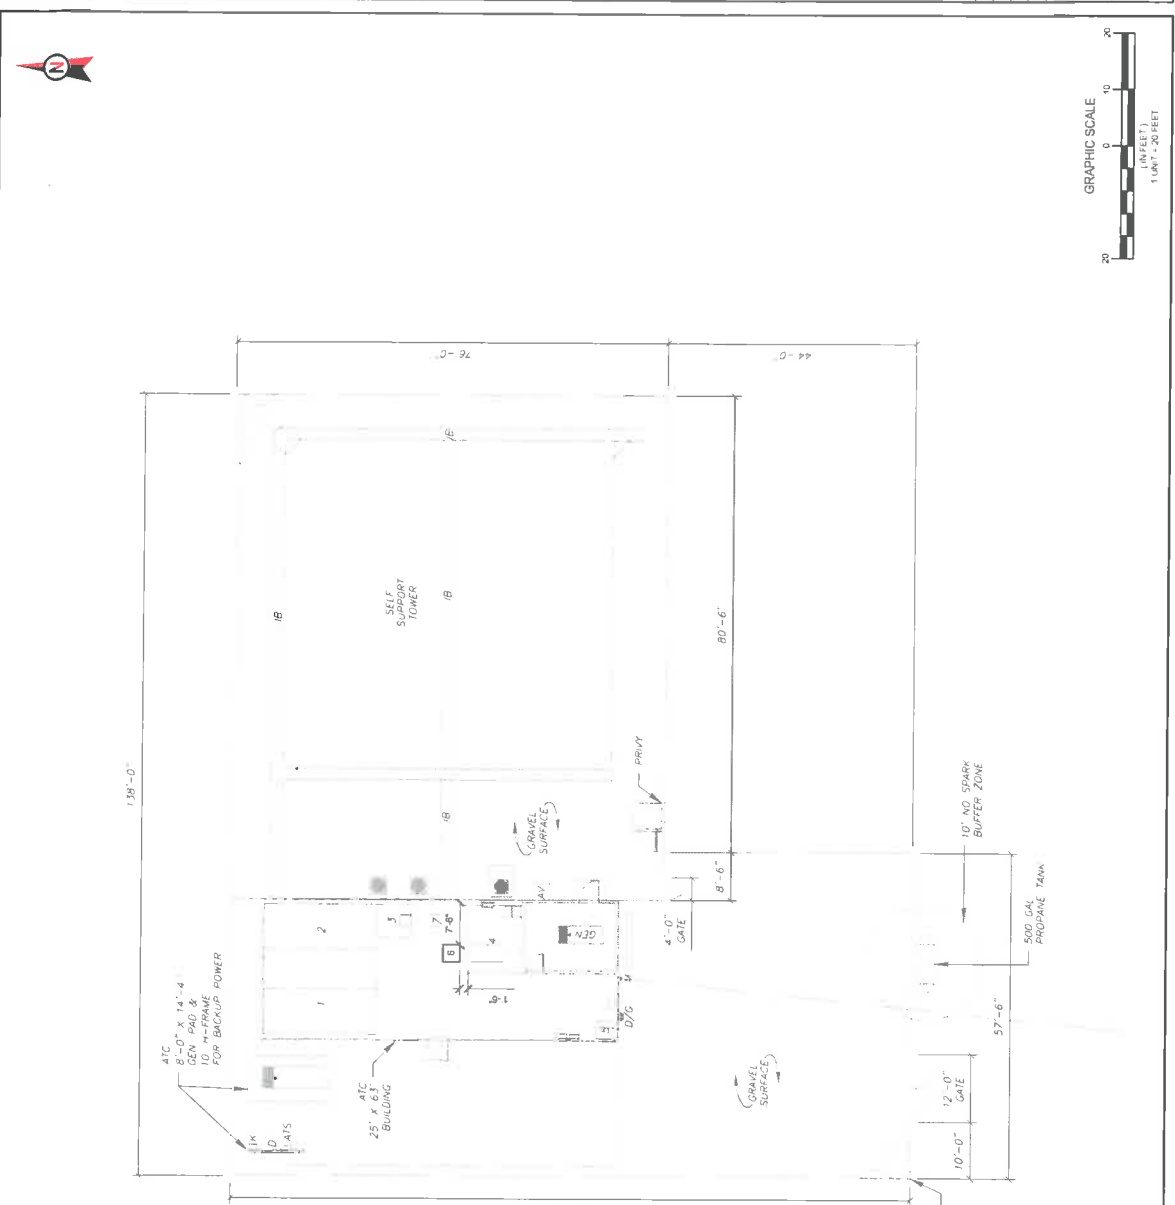 N
GRAPHIC SCALE
20
10
0
20
( IN FEET )
1 UNIT = 20 FEET
138'-0"
76'-0"
44'-0"
IB
IB
IB
IB
SELF
SUPPORT
TOWER
80'-6"
PRIVY
(GRAVEL
SURFACE)
8'-6"
4'-0"
GATE
10' NO SPARK
BUFFER ZONE
500 GAL
PROPANE TANK
57'-6"
12'-0"
GATE
10'-0"
ATC
8'-0" X 14'-4"
GEN PAD &
10' H-FRAME
FOR BACKUP POWER
ATC
25' X 63'
BUILDING
D
ATS
1
2
3
7
7'-6"
6
4
AV
GEN
5
M
D/G
(GRAVEL
SURFACE)